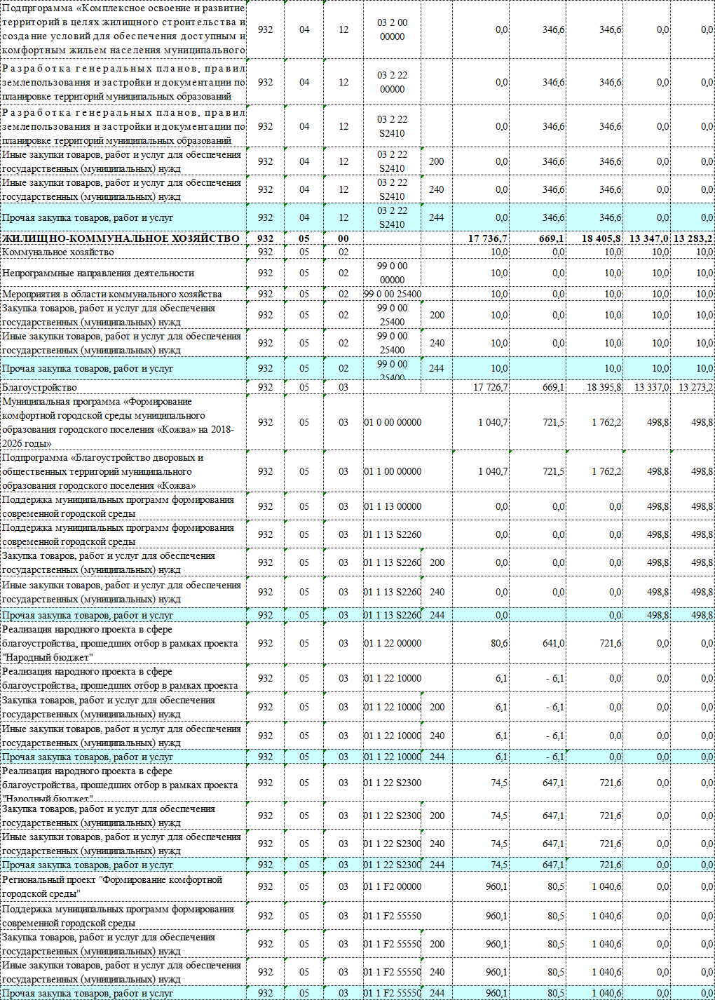 Подпргорамма «Комплексное освоение и развитие
территорий в целях жилищного строительства и
создание условий для обеспечения доступным и
комфортным жильем населения муниципального
932 04 12 03 2 00 00000 0,0 346,6 346,6 0,0 0,0
Разработка генеральных планов, правил
землепользования и застройки и документации по
планировке территорий муниципальных образований
932 04 12 03 2 22 00000 0,0 346,6 346,6 0,0 0,0
Разработка генеральных планов, правил
землепользования и застройки и документации по
планировке территорий муниципальных образований
932 04 12 03 2 22 S2410 0,0 346,6 346,6 0,0 0,0
Иные закупки товаров, работ и услуг для обеспечения
государственных (муниципальных) нужд
932 04 12 03 2 22 S2410 200 0,0 346,6 346,6 0,0 0,0
Иные закупки товаров, работ и услуг для обеспечения
государственных (муниципальных) нужд
932 04 12 03 2 22 S2410 240 0,0 346,6 346,6 0,0 0,0
Прочая закупка товаров, работ и услуг 932 04 12 03 2 22 S2410 244 0,0 346,6 346,6 0,0 0,0
ЖИЛИЩНО-КОММУНАЛЬНОЕ ХОЗЯЙСТВО 932 05 00 17 736,7 669,1 18 405,8 13 347,0 13 283,2
Коммунальное хозяйство 932 05 02 10,0 0,0 10,0 10,0 10,0
Непрограммные направления деятельности 932 05 02 99 0 00 00000 10,0 0,0 10,0 10,0 10,0
Мероприятия в области коммунального хозяйства 932 05 02 99 0 00 25400 10,0 0,0 10,0 10,0 10,0
Закупка товаров, работ и услуг для обеспечения
государственных (муниципальных) нужд
932 05 02 99 0 00 25400 200 10,0 0,0 10,0 10,0 10,0
Иные закупки товаров, работ и услуг для обеспечения
государственных (муниципальных) нужд
932 05 02 99 0 00 25400 240 10,0 0,0 10,0 10,0 10,0
Прочая закупка товаров, работ и услуг 932 05 02 99 0 00 25400 244 10,0 10,0 10,0 10,0
Благоустройство 932 05 03 17 726,7 669,1 18 395,8 13 337,0 13 273,2
Муниципальная программа «Формирование
комфортной городской среды муниципального
образования городского поселения «Кожва» на 2018-
2026 годы»
932 05 03 01 0 00 00000 1 040,7 721,5 1 762,2 498,8 498,8
Подпрограмма «Благоустройство дворовых и
общественных территорий муниципального
образования городского поселения «Кожва»
932 05 03 01 1 00 00000 1 040,7 721,5 1 762,2 498,8 498,8
Поддержка муниципальных программ формирования
современной городской среды
932 05 03 01 1 13 00000 0,0 0,0 0,0 498,8 498,8
Поддержка муниципальных программ формирования
современной городской среды
932 05 03 01 1 13 S2260 0,0 0,0 0,0 498,8 498,8
Закупка товаров, работ и услуг для обеспечения
государственных (муниципальных) нужд
932 05 03 01 1 13 S2260 200 0,0 0,0 0,0 498,8 498,8
Иные закупки товаров, работ и услуг для обеспечения
государственных (муниципальных) нужд
932 05 03 01 1 13 S2260 240 0,0 0,0 0,0 498,8 498,8
Прочая закупка товаров, работ и услуг 932 05 03 01 1 13 S2260 244 0,0 0,0 498,8 498,8
Реализация народного проекта в сфере
благоустройства, прошедших отбор в рамках проекта
"Народный бюджет"
932 05 03 01 1 22 00000 80,6 641,0 721,6 0,0 0,0
Реализация народного проекта в сфере
благоустройства, прошедших отбор в рамках проекта
932 05 03 01 1 22 10000 6,1 - 6,1 0,0 0,0 0,0
Закупка товаров, работ и услуг для обеспечения
государственных (муниципальных) нужд
932 05 03 01 1 22 10000 200 6,1 - 6,1 0,0 0,0 0,0
Иные закупки товаров, работ и услуг для обеспечения
государственных (муниципальных) нужд
932 05 03 01 1 22 10000 240 6,1 - 6,1 0,0 0,0 0,0
Прочая закупка товаров, работ и услуг 932 05 03 01 1 22 10000 244 6,1 - 6,1 0,0 0,0 0,0
Реализация народного проекта в сфере
благоустройства, прошедших отбор в рамках проекта
"Народный бюджет"
932 05 03 01 1 22 S2300 74,5 647,1 721,6 0,0 0,0
Закупка товаров, работ и услуг для обеспечения
государственных (муниципальных) нужд
932 05 03 01 1 22 S2300 200 74,5 647,1 721,6 0,0 0,0
Иные закупки товаров, работ и услуг для обеспечения
государственных (муниципальных) нужд
932 05 03 01 1 22 S2300 240 74,5 647,1 721,6 0,0 0,0
Прочая закупка товаров, работ и услуг 932 05 03 01 1 22 S2300 244 74,5 647,1 721,6 0,0 0,0
Региональный проект "Формирование комфортной
городской среды"
932 05 03 01 1 F2 00000 960,1 80,5 1 040,6 0,0 0,0
Поддержка муниципальных программ формирования
современной городской среды
932 05 03 01 1 F2 55550 960,1 80,5 1 040,6 0,0 0,0
Закупка товаров, работ и услуг для обеспечения
государственных (муниципальных) нужд
932 05 03 01 1 F2 55550 200 960,1 80,5 1 040,6 0,0 0,0
Иные закупки товаров, работ и услуг для обеспечения
государственных (муниципальных) нужд
932 05 03 01 1 F2 55550 240 960,1 80,5 1 040,6 0,0 0,0
Прочая закупка товаров, работ и услуг 932 05 03 01 1 F2 55550 244 960,1 80,5 1 040,6 0,0 0,0